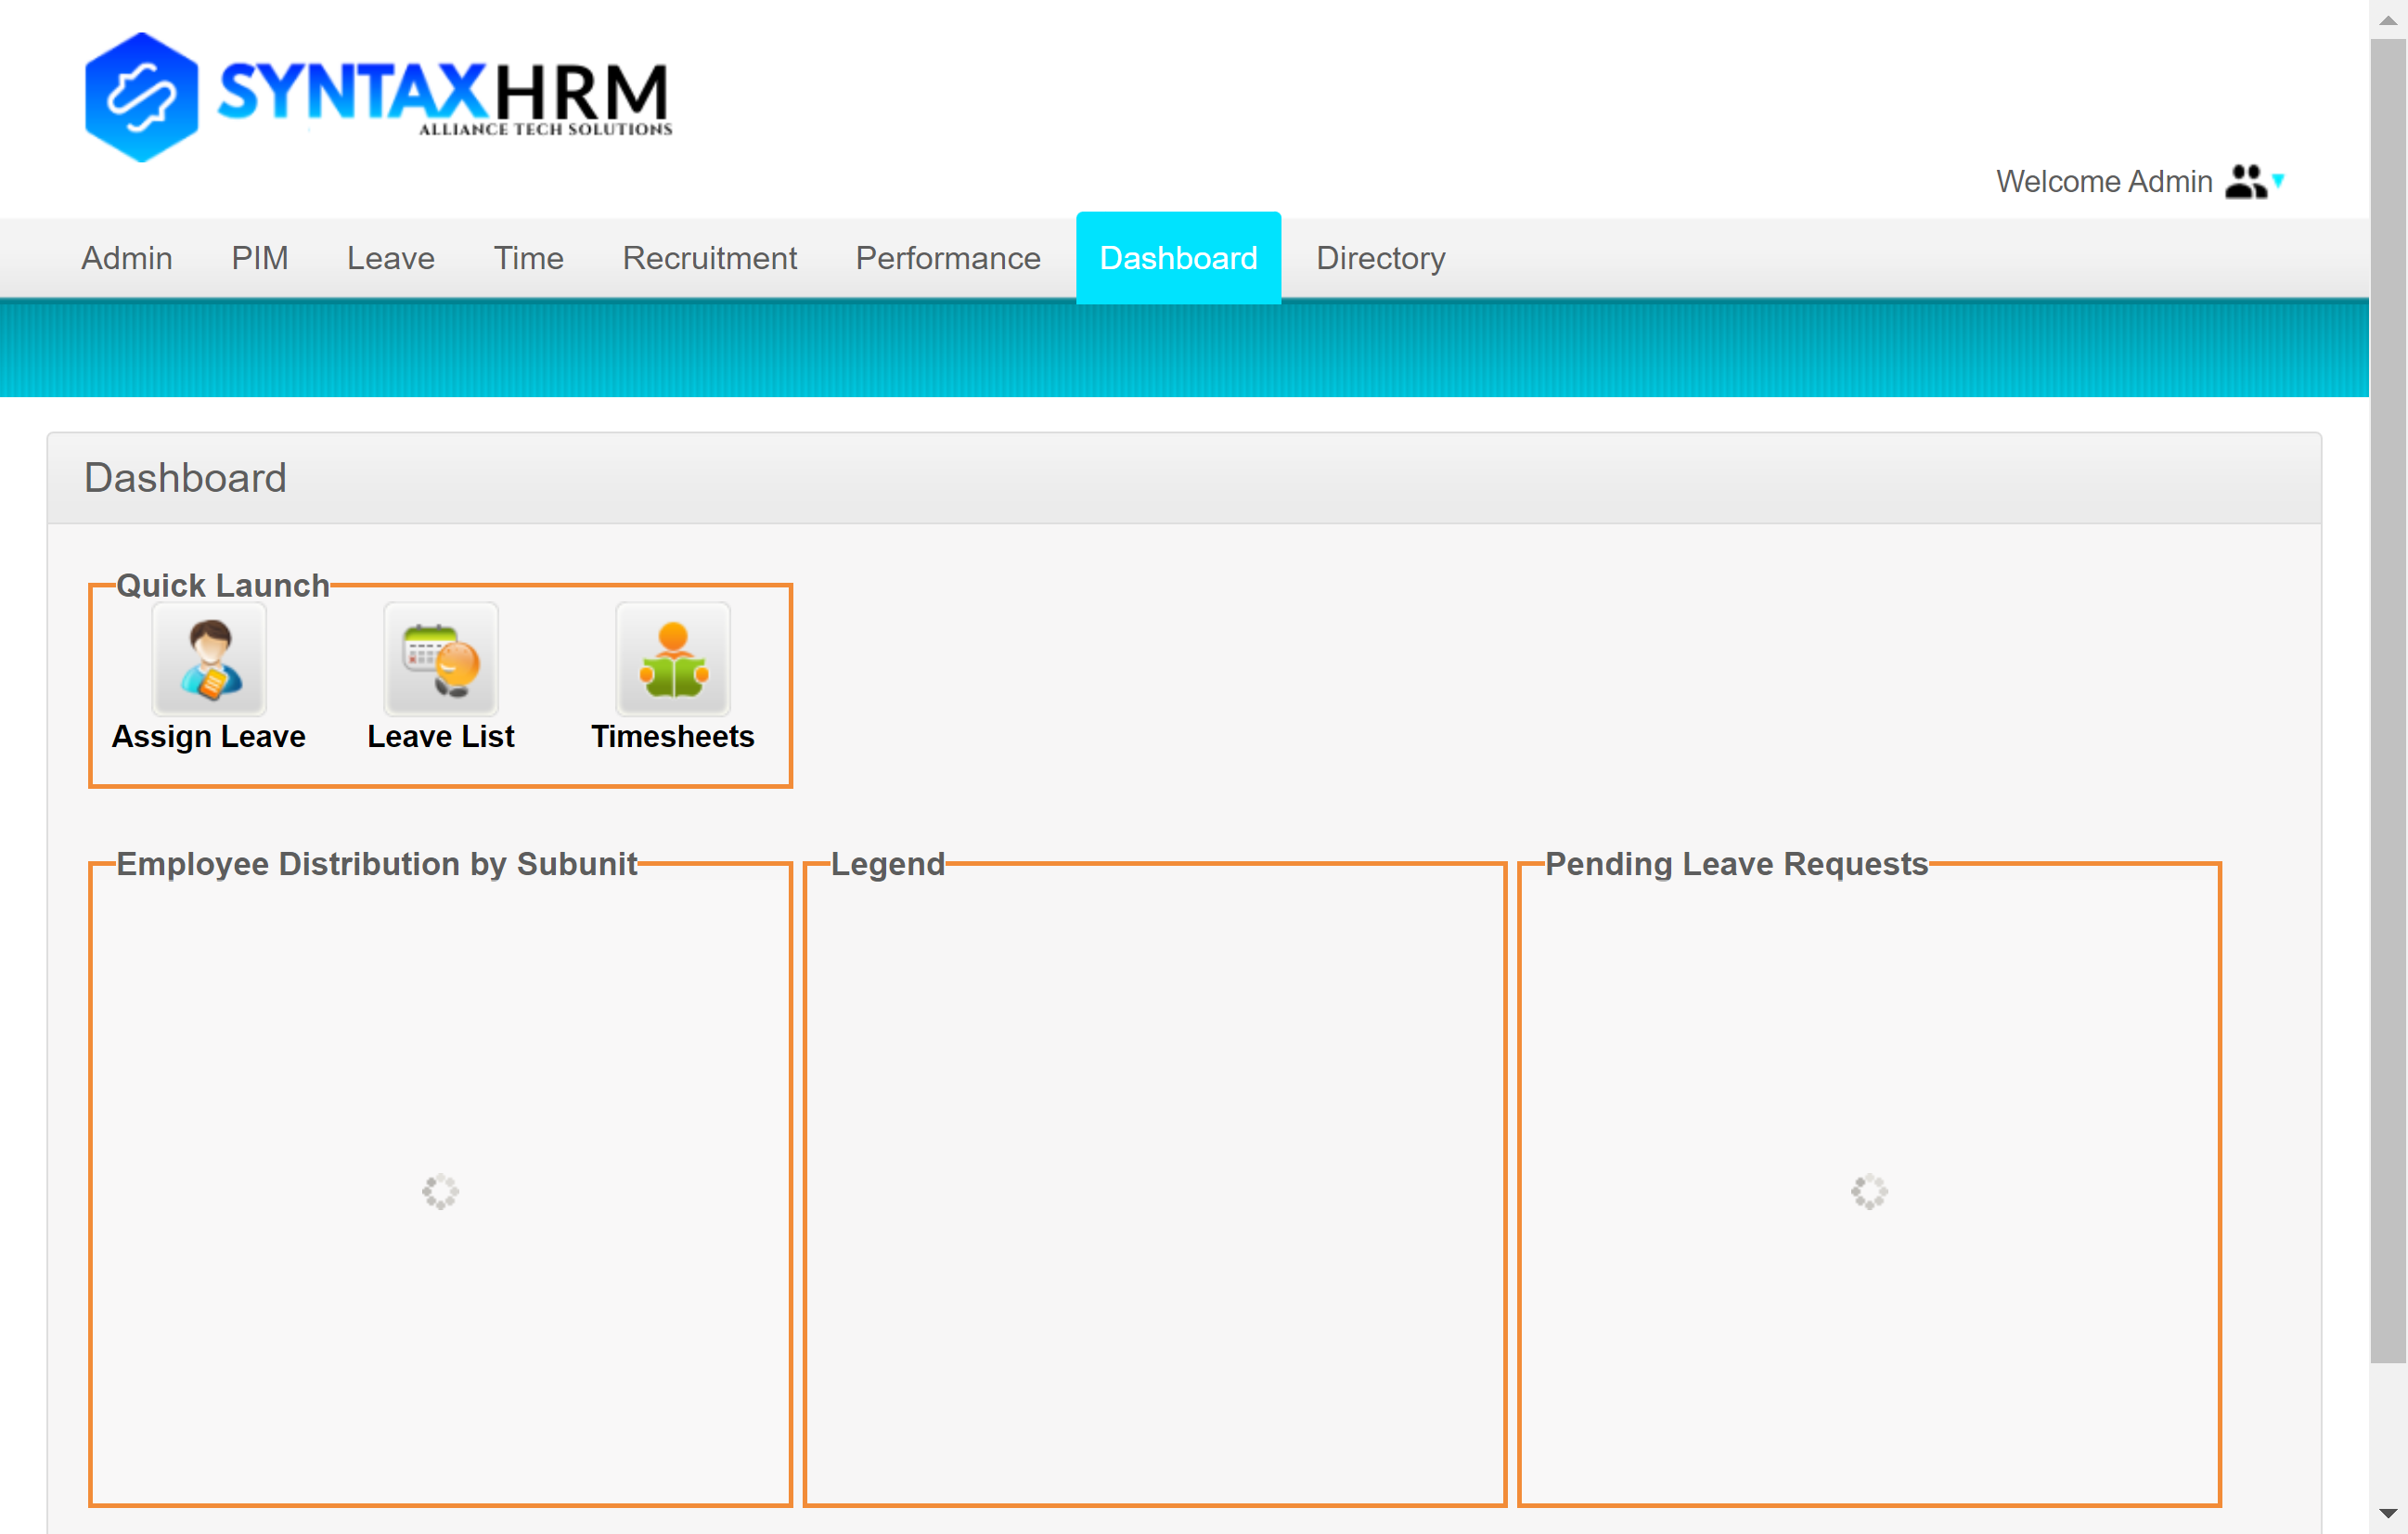 SYNTAXHRM
ALLIANCE TECH SOLUTIONS
Welcome Admin
Admin PIM Leave Time Recruitment Performance Dashboard Directory
Dashboard
Quick Launch
Assign Leave Leave List Timesheets
Employee Distribution by Subunit Legend Pending Leave Requests